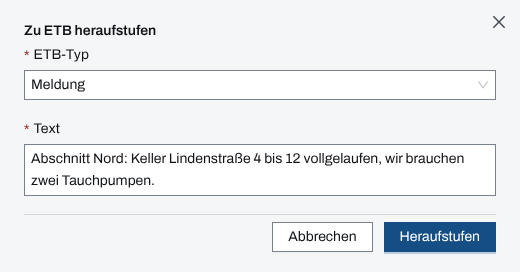 Zu ETB heraufstufen
* ETB-Typ
Meldung
* Text
Abschnitt Nord: Keller Lindenstraße 4 bis 12 vollgelaufen, wir brauchen
zwei Tauchpumpen.
Abbrechen
Heraufstufen